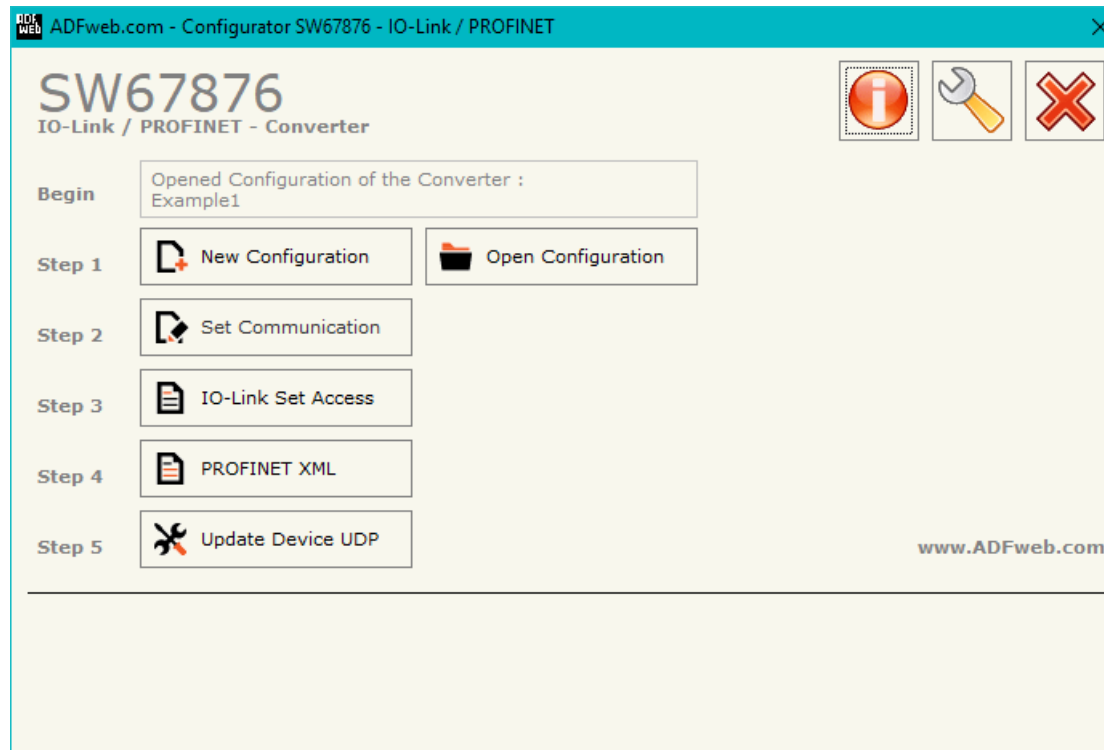 ADF
WEB
ADFweb.com - Configurator SW67876 - IO-Link / PROFINET
SW67876
IO-Link / PROFINET - Converter
Begin
Opened Configuration of the Converter :
Example1
Step 1
New Configuration
Open Configuration
Step 2
Set Communication
Step 3
IO-Link Set Access
Step 4
PROFINET XML
Step 5
Update Device UDP
www.ADFweb.com